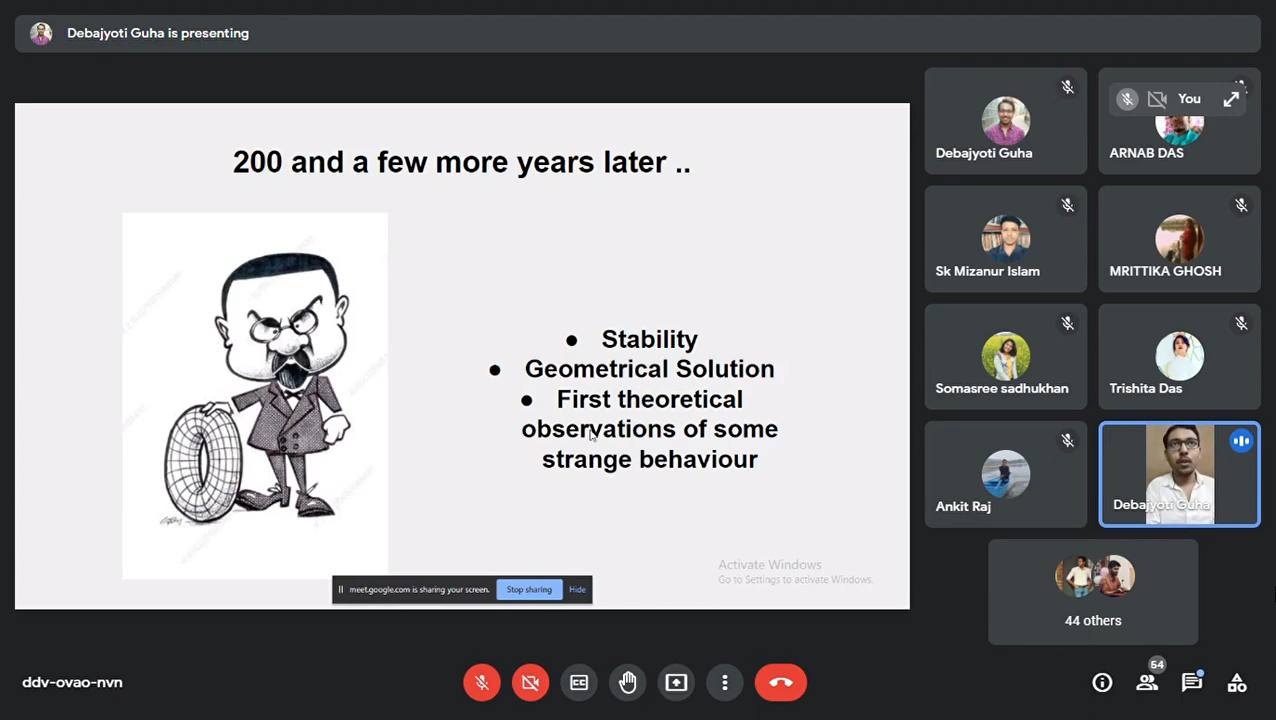 Debajyoti Guha is presenting
200 and a few more years later ..
● Stability
● Geometrical Solution
● First theoretical
observations of some
strange behaviour
Activate Windows
Go to Settings to activate Windows.
meet.google.com is sharing your screen.
Stop sharing
Hide
Debajyoti Guha
You
ARNAB DAS
Sk Mizanur Islam
MRITTIKA GHOSH
Somasree sadhukhan
Trishita Das
Ankit Raj
Debajyoti Guha
44 others
ddv-ovao-nvn
CC
54